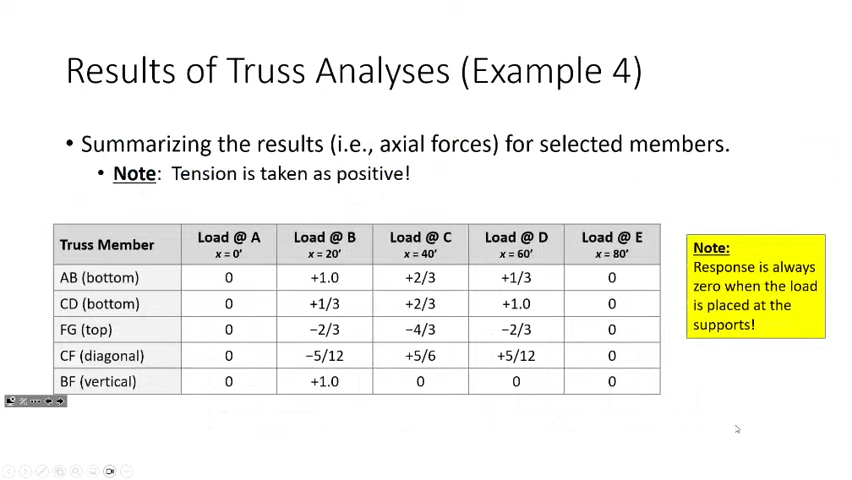 Results of Truss Analyses (Example 4)
• Summarizing the results (i.e., axial forces) for selected members.
• Note: Tension is taken as positive!
Truss Member Load @ A x = 0' Load @ B x = 20' Load @ C x = 40' Load @ D x = 60' Load @ E x = 80'
AB (bottom) 0 +1.0 +2/3 +1/3 0
CD (bottom) 0 +1/3 +2/3 +1.0 0
FG (top) 0 −2/3 −4/3 −2/3 0
CF (diagonal) 0 −5/12 +5/6 +5/12 0
BF (vertical) 0 +1.0 0 0 0
Note:
Response is always
zero when the load
is placed at the
supports!